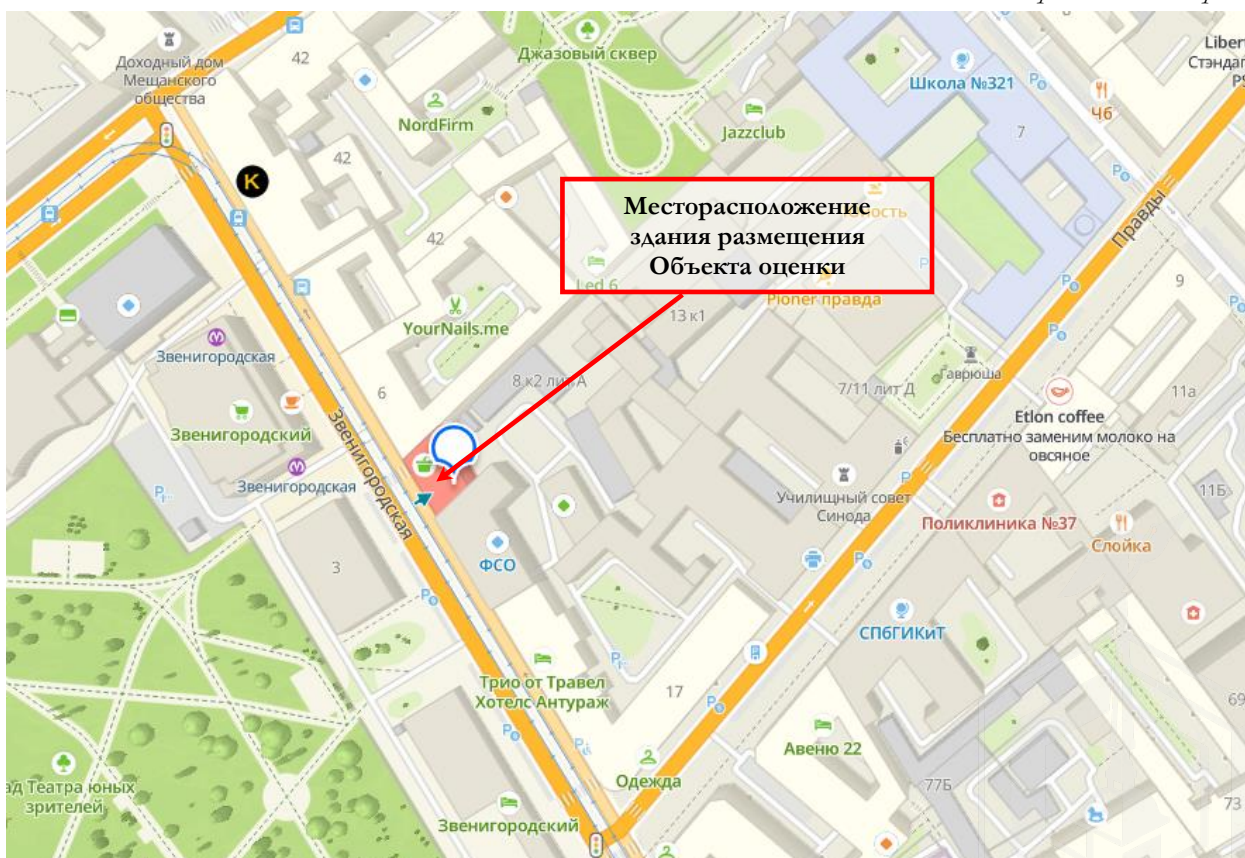 42
Доходный дом
Мещанского
общества
Джазовый сквер
Liber
Стэндар
PS
Школа №321
Чб
NordFirm
Jazzclub
7
42
K
Месторасположение
здания размещения
Объекта оценки
Правды
42
Led 6
Pioner правда
9
13 к1
YourNails.me
Звенигородская
8 к2 лит А
Гаврюша
6
7/11 лит Д
11а
Etlon coffee
Бесплатно заменим молоко на
овсяное
Звенигородский
Звенигородская
Звенигородская
Училищный совет
Синода
11Б
Поликлиника №37
Слойка
ФСО
3
СПбГИКиТ
Трио от Травел
Хотелс Антураж
17
69
Авеню 22
Одежда
77Б
ад Театра юных
зрителей
73
Звенигородский